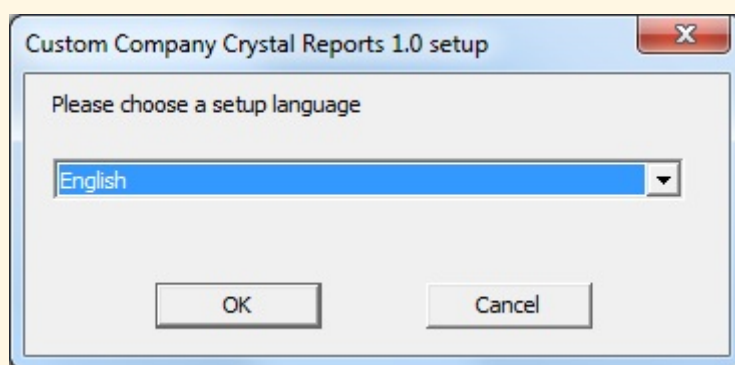 Custom Company Crystal Reports 1.0 setup
Please choose a setup language
English
OK Cancel